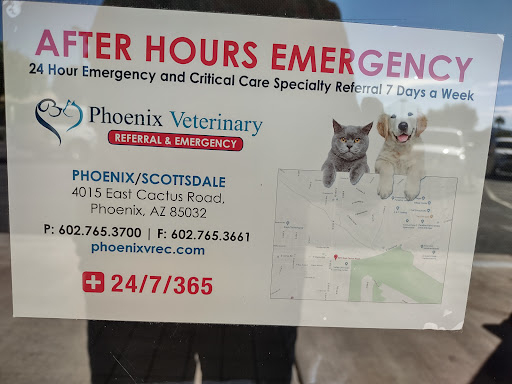 AFTER HOURS EMERGENCY
24 Hour Emergency and Critical Care Specialty Referral 7 Days a Week
Phoenix Veterinary
REFERRAL & EMERGENCY
PHOENIX/SCOTTSDALE
4015 East Cactus Road,
Phoenix, AZ 85032
P: 602.765.3700 | F: 602.765.3661
phoenixvrec.com
24/7/365